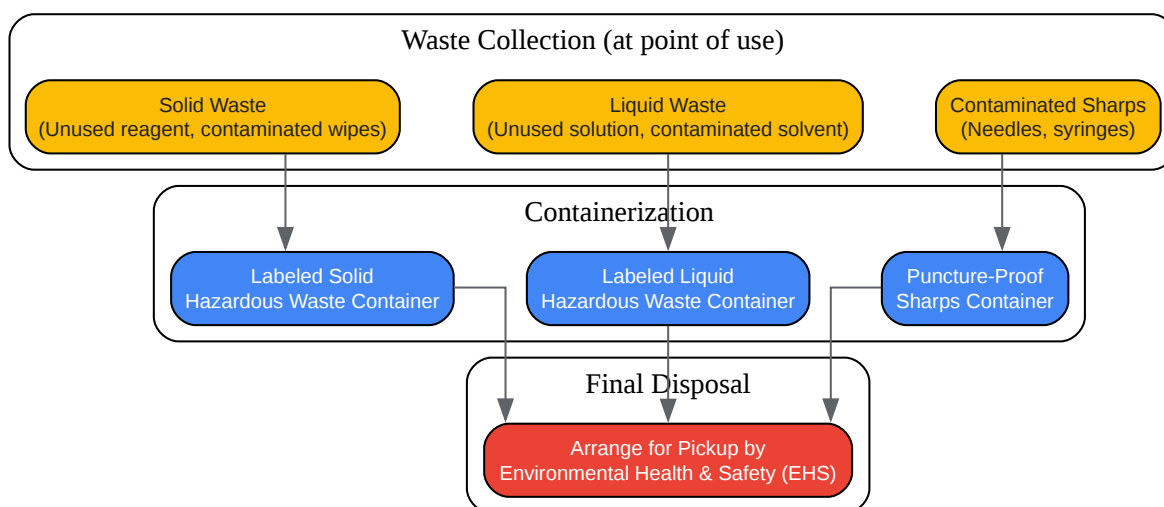 Waste Collection (at point of use)
Solid Waste
(Unused reagent, contaminated wipes)
Liquid Waste
(Unused solution, contaminated solvent)
Contaminated Sharps
(Needles, syringes)
Containerization
Labeled Solid
Hazardous Waste Container
Labeled Liquid
Hazardous Waste Container
Puncture-Proof
Sharps Container
Final Disposal
Arrange for Pickup by
Environmental Health & Safety (EHS)